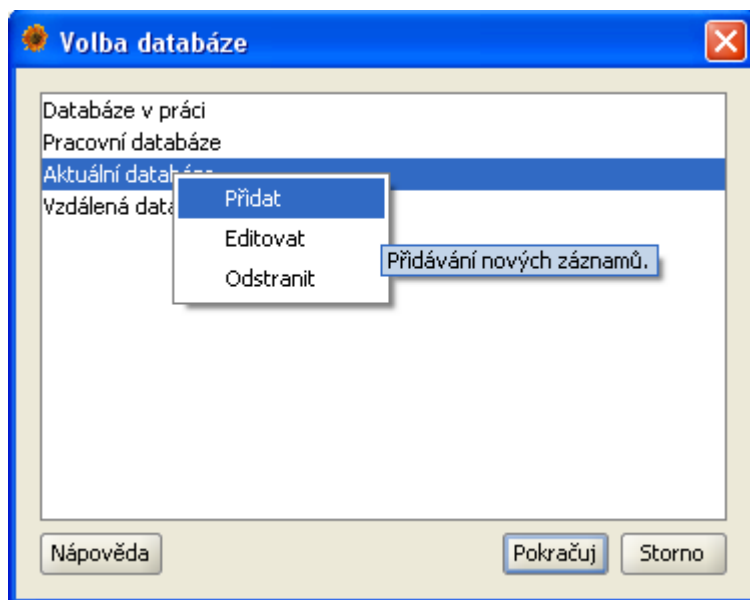 Volba databáze
Databáze v práci
Pracovní databáze
Aktuální
Vzdálená
Přidat
Editovat
Odstranit
Přidávání nových záznamů.
Nápověda
Pokračuj
Storno